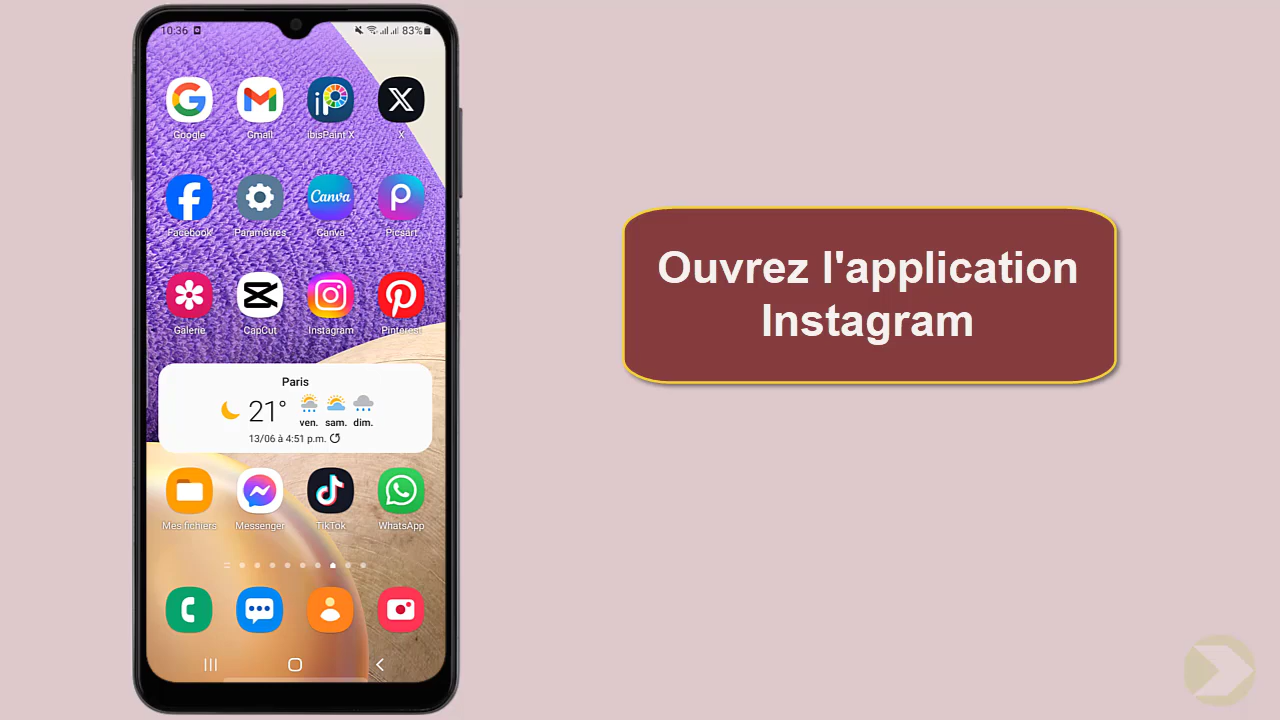 10:36
83%
Google
Gmail
ibisPaint X
X
Facebook
Paramètres
Canva
Canva
Picsart
Galerie
CapCut
Instagram
Pinterest
Paris
21°
ven.
sam.
dim.
13/06 à 4:51 p.m.
Mes fichiers
Messenger
TikTok
WhatsApp
Ouvrez l'application
Instagram